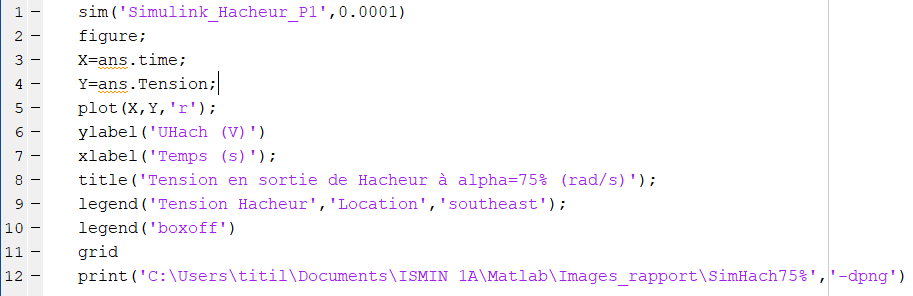 1 - sim('Simulink_Hacheur_P1',0.0001)
2 - figure;
3 - X=ans.time;
4 - Y=ans.Tension;
5 - plot(X,Y,'r');
6 - ylabel('UHach (V)')
7 - xlabel('Temps (s)');
8 - title('Tension en sortie de Hacheur à alpha=75% (rad/s)');
9 - legend('Tension Hacheur','Location','southeast');
10 - legend('boxoff')
11 - grid
12 - print('C:\Users\titil\Documents\ISMIN 1A\Matlab\Images_rapport\SimHach75%','-dpng')